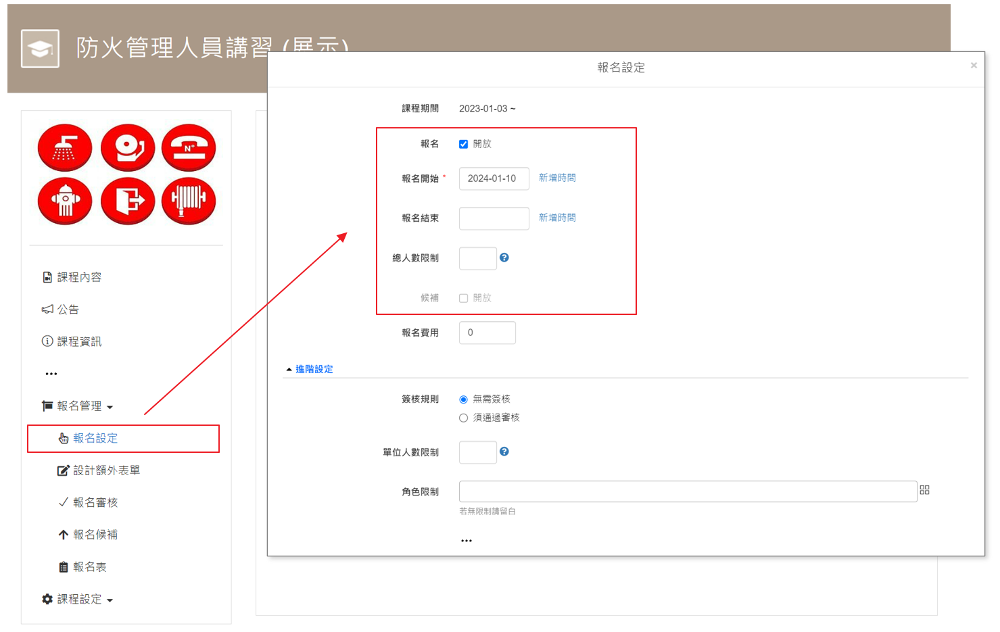 防火管理人員講習 (展示)
N°
課程內容
公告
課程資訊
...
報名管理
報名設定
設計額外表單
報名審核
報名候補
報名表
課程設定
報名設定
×
課程期間 2023-01-03 ~
報名 開放
報名開始 * 2024-01-10 新增時間
報名結束 新增時間
總人數限制 ?
候補 開放
報名費用 0
進階設定
簽核規則 無需簽核
須通過審核
單位人數限制 ?
角色限制
若無限制請留白
...